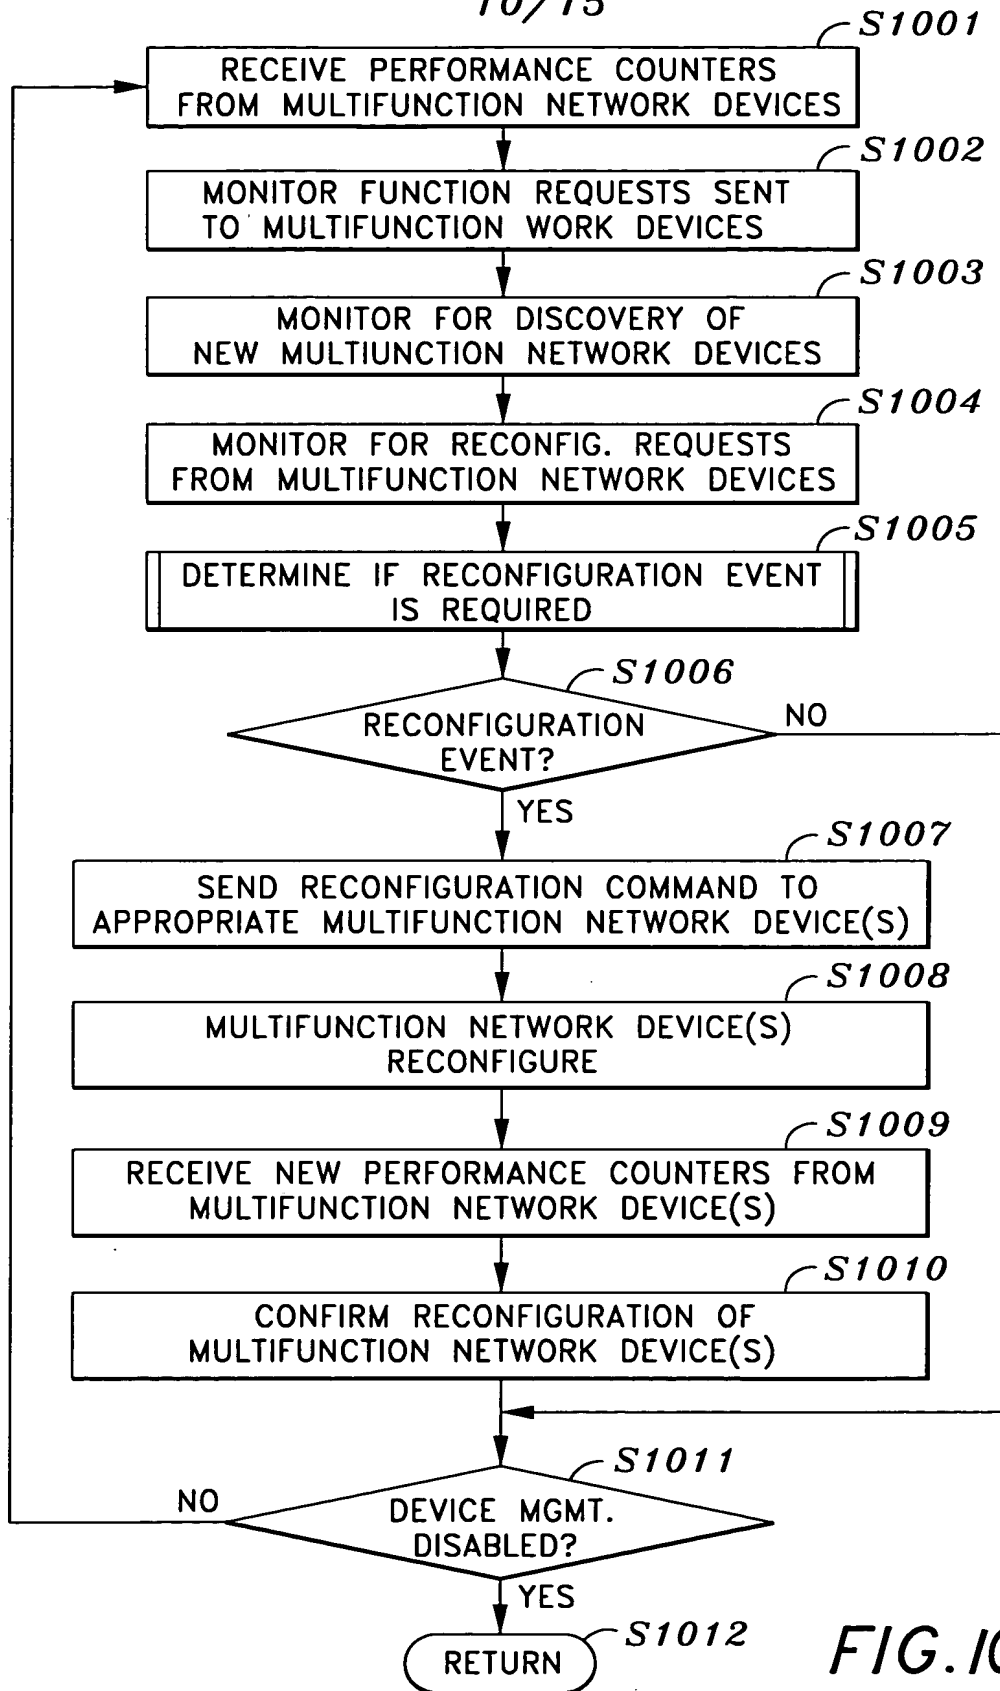 10/15
S1001
RECEIVE PERFORMANCE COUNTERS
FROM MULTIFUNCTION NETWORK DEVICES
S1002
MONITOR FUNCTION REQUESTS SENT
TO MULTIFUNCTION WORK DEVICES
S1003
MONITOR FOR DISCOVERY OF
NEW MULTIUNCTION NETWORK DEVICES
S1004
MONITOR FOR RECONFIG. REQUESTS
FROM MULTIFUNCTION NETWORK DEVICES
S1005
DETERMINE IF RECONFIGURATION EVENT
IS REQUIRED
S1006
RECONFIGURATION
EVENT?
NO
YES
S1007
SEND RECONFIGURATION COMMAND TO
APPROPRIATE MULTIFUNCTION NETWORK DEVICE(S)
S1008
MULTIFUNCTION NETWORK DEVICE(S)
RECONFIGURE
S1009
RECEIVE NEW PERFORMANCE COUNTERS FROM
MULTIFUNCTION NETWORK DEVICE(S)
S1010
CONFIRM RECONFIGURATION OF
MULTIFUNCTION NETWORK DEVICE(S)
S1011
NO
DEVICE MGMT.
DISABLED?
YES
S1012
RETURN
FIG.10